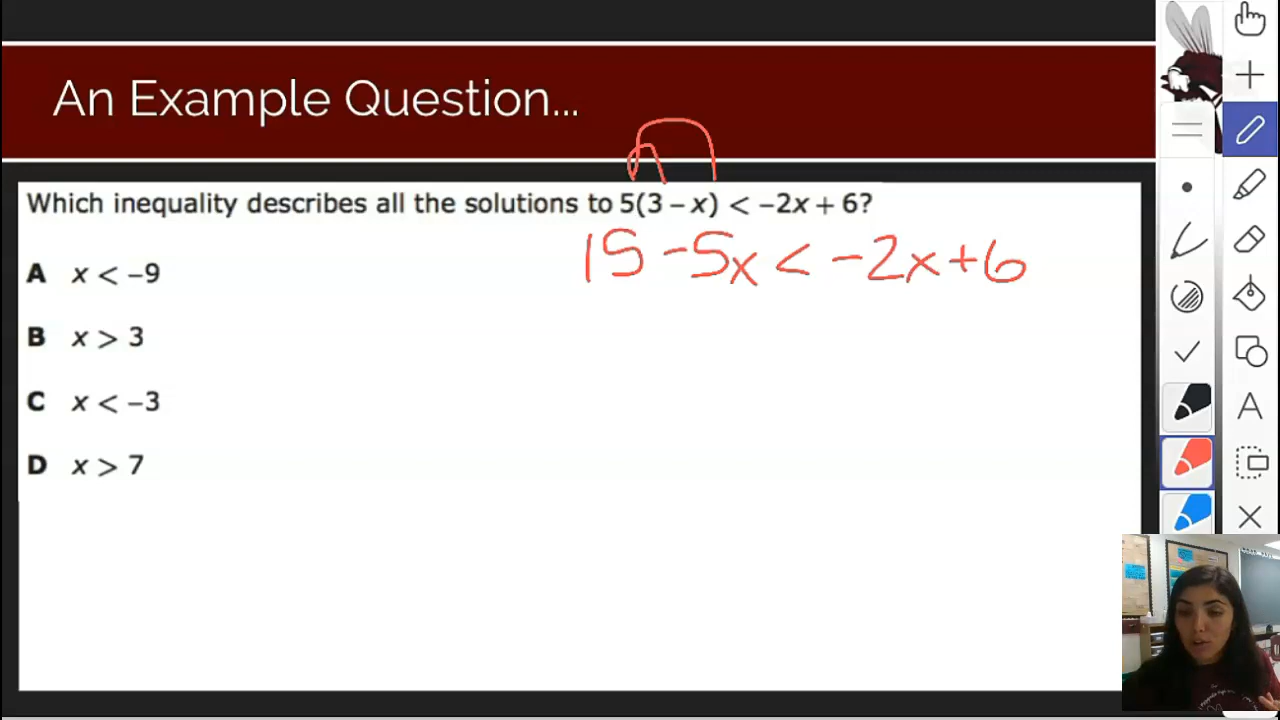 An Example Question...
Which inequality describes all the solutions to 5(3 – x) < –2x + 6?
15 -5x < -2x+6
A x < –9
B x > 3
C x < –3
D x > 7
A